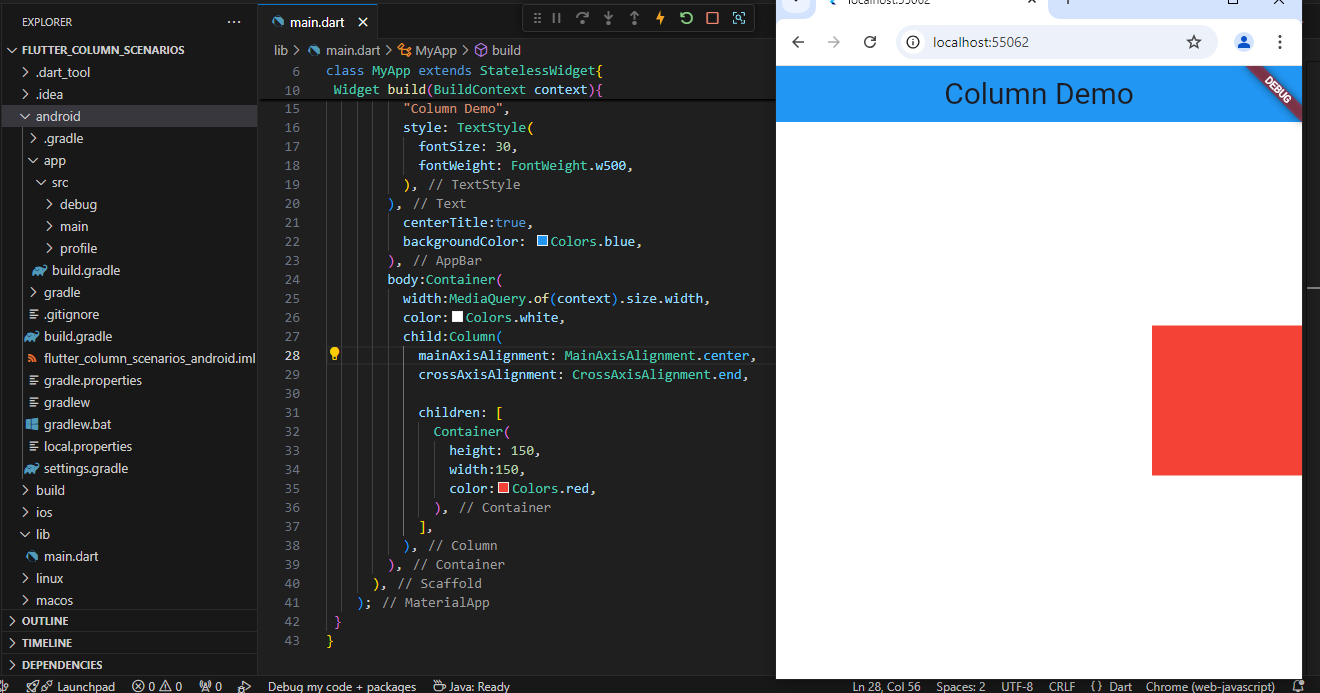 EXPLORER
FLUTTER_COLUMN_SCENARIOS
.dart_tool
.idea
android
.gradle
app
src
debug
main
profile
build.gradle
gradle
.gitignore
build.gradle
flutter_column_scenarios_android.iml
gradle.properties
gradlew
gradlew.bat
local.properties
settings.gradle
build
ios
lib
main.dart
linux
macos
OUTLINE
TIMELINE
DEPENDENCIES
main.dart
lib > main.dart > MyApp > build
6 class MyApp extends StatelessWidget{
10 Widget build(BuildContext context){
15 "Column Demo",
16 style: TextStyle(
17 fontSize: 30,
18 fontWeight: FontWeight.w500,
19 ), // TextStyle
20 ), // Text
21 centerTitle:true,
22 backgroundColor: Colors.blue,
23 ), // AppBar
24 body:Container(
25 width:MediaQuery.of(context).size.width,
26 color: Colors.white,
27 child:Column(
28 mainAxisAlignment: MainAxisAlignment.center,
29 crossAxisAlignment: CrossAxisAlignment.end,
30
31 children: [
32 Container(
33 height: 150,
34 width:150,
35 color: Colors.red,
36 ), // Container
37 ],
38 ), // Column
39 ), // Container
40 ), // Scaffold
41 ); // MaterialApp
42 }
43 }
localhost:55062
localhost:55062
Column Demo
DEBUG
Launchpad 0 0 0 Debug my code + packages Java: Ready Ln 28, Col 56 Spaces: 2 UTF-8 CRLF {} Dart Chrome (web-javascript)